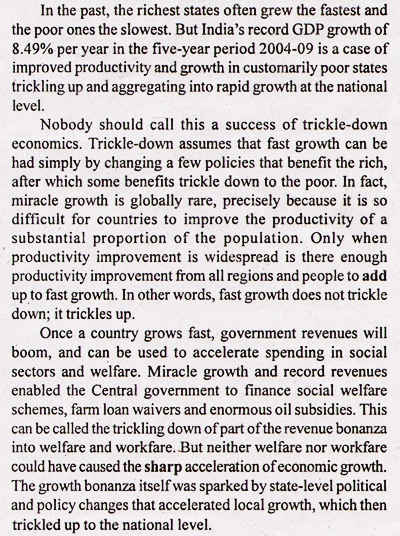 In the past, the richest states often grew the fastest and
the poor ones the slowest. But India's record GDP growth of
8.49% per year in the five-year period 2004-09 is a case of
improved productivity and growth in customarily poor states
trickling up and aggregating into rapid growth at the national
level.
Nobody should call this a success of trickle-down
economics. Trickle-down assumes that fast growth can be
had simply by changing a few policies that benefit the rich,
after which some benefits trickle down to the poor. In fact,
miracle growth is globally rare, precisely because it is so
difficult for countries to improve the productivity of a
substantial proportion of the population. Only when
productivity improvement is widespread is there enough
productivity improvement from all regions and people to add
up to fast growth. In other words, fast growth does not trickle
down; it trickles up.
Once a country grows fast, government revenues will
boom, and can be used to accelerate spending in social
sectors and welfare. Miracle growth and record revenues
enabled the Central government to finance social welfare
schemes, farm loan waivers and enormous oil subsidies. This
can be called the trickling down of part of the revenue bonanza
into welfare and workfare. But neither welfare nor workfare
could have caused the sharp acceleration of economic growth.
The growth bonanza itself was sparked by state-level political
and policy changes that accelerated local growth, which then
trickled up to the national level.